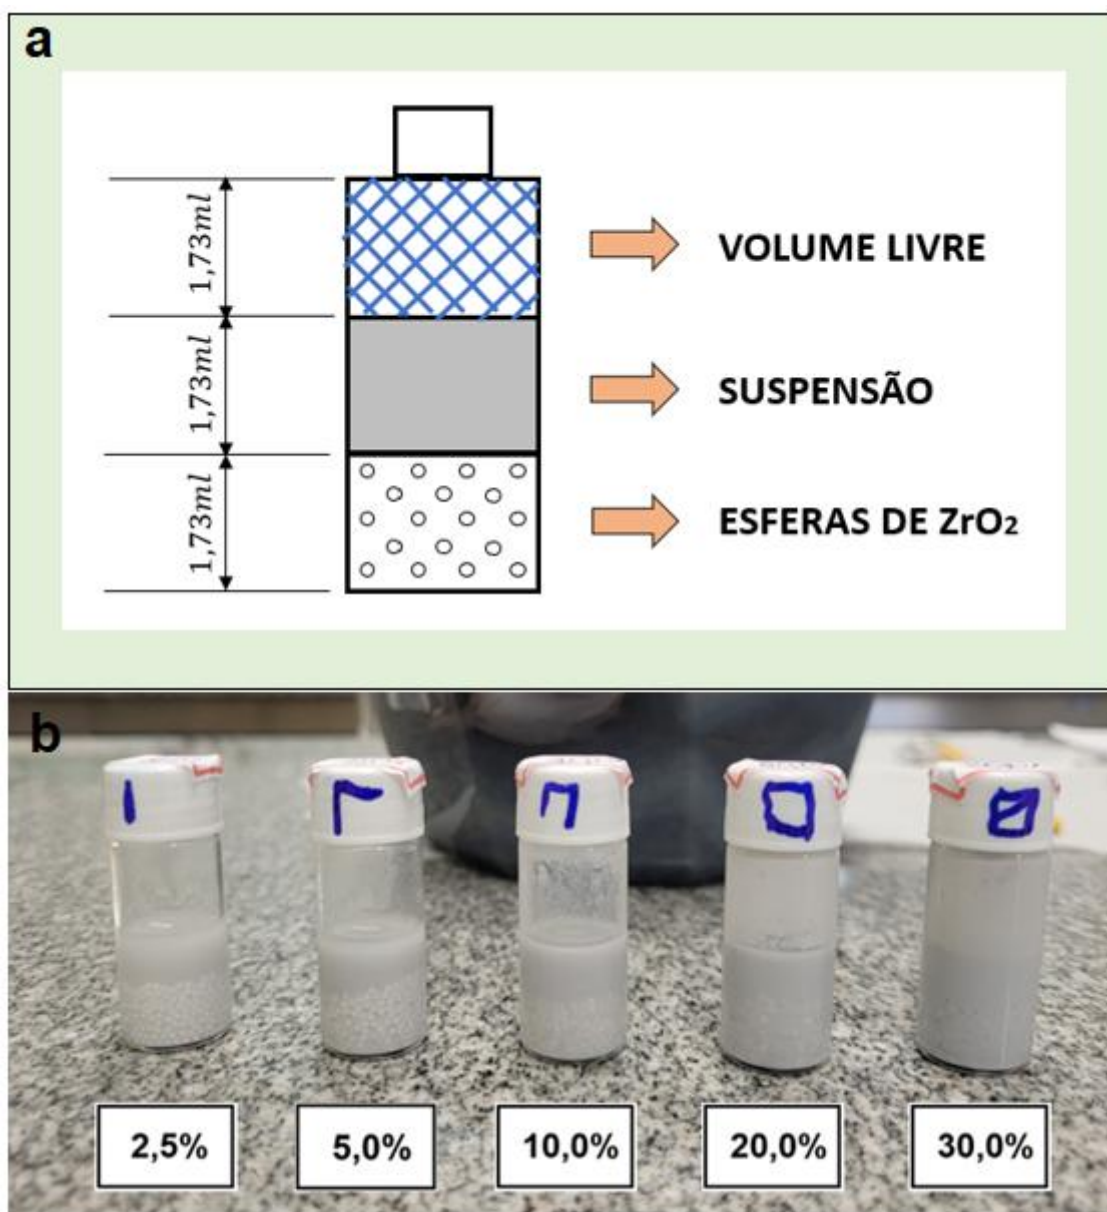 a
1,73ml
VOLUME LIVRE
1,73ml
SUSPENSÃO
1,73ml
ESFERAS DE ZrO₂
b
2,5%
5,0%
10,0%
20,0%
30,0%